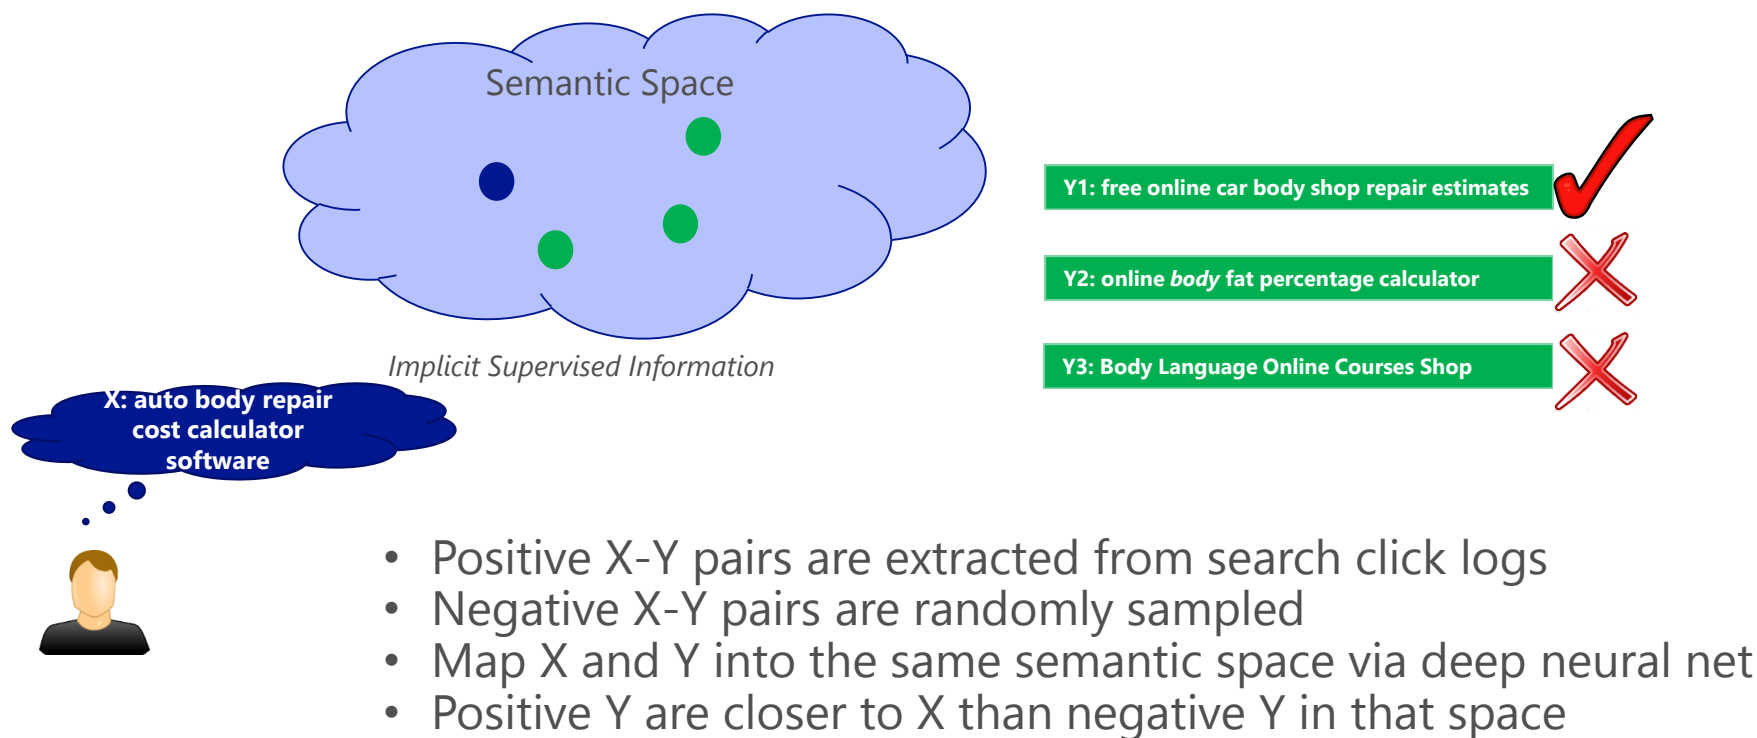 Semantic Space
Y1: free online car body shop repair estimates
Y2: online body fat percentage calculator
Y3: Body Language Online Courses Shop
Implicit Supervised Information
X: auto body repair
cost calculator
software
• Positive X-Y pairs are extracted from search click logs
• Negative X-Y pairs are randomly sampled
• Map X and Y into the same semantic space via deep neural net
• Positive Y are closer to X than negative Y in that space